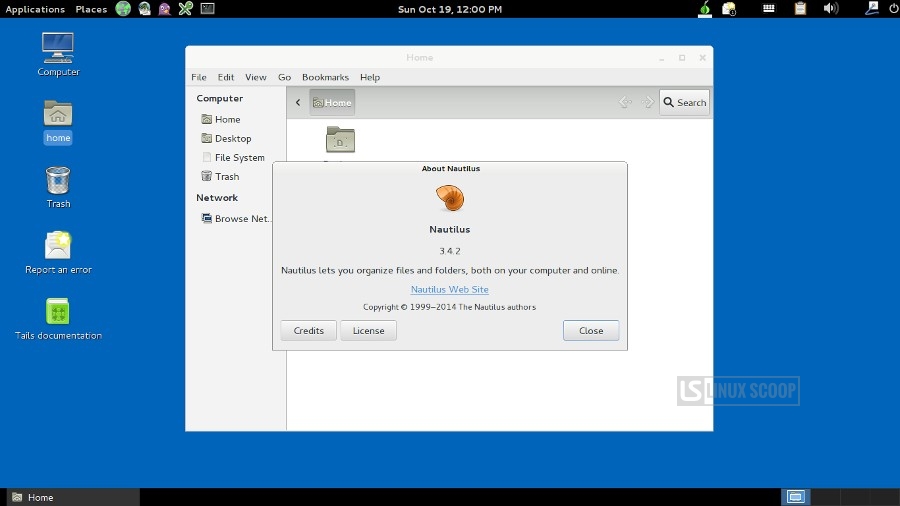 Applications Places
Sun Oct 19, 12:00 PM
Computer
home
Trash
Report an error
Tails documentation
Home
File Edit View Go Bookmarks Help
Computer
Home
Desktop
File System
Trash
Network
Browse Net...
Home
Search
About Nautilus
Nautilus
3.4.2
Nautilus lets you organize files and folders, both on your computer and online.
Nautilus Web Site
Copyright © 1999–2014 The Nautilus authors
Credits License Close
LS LINUX SCOOP
Home